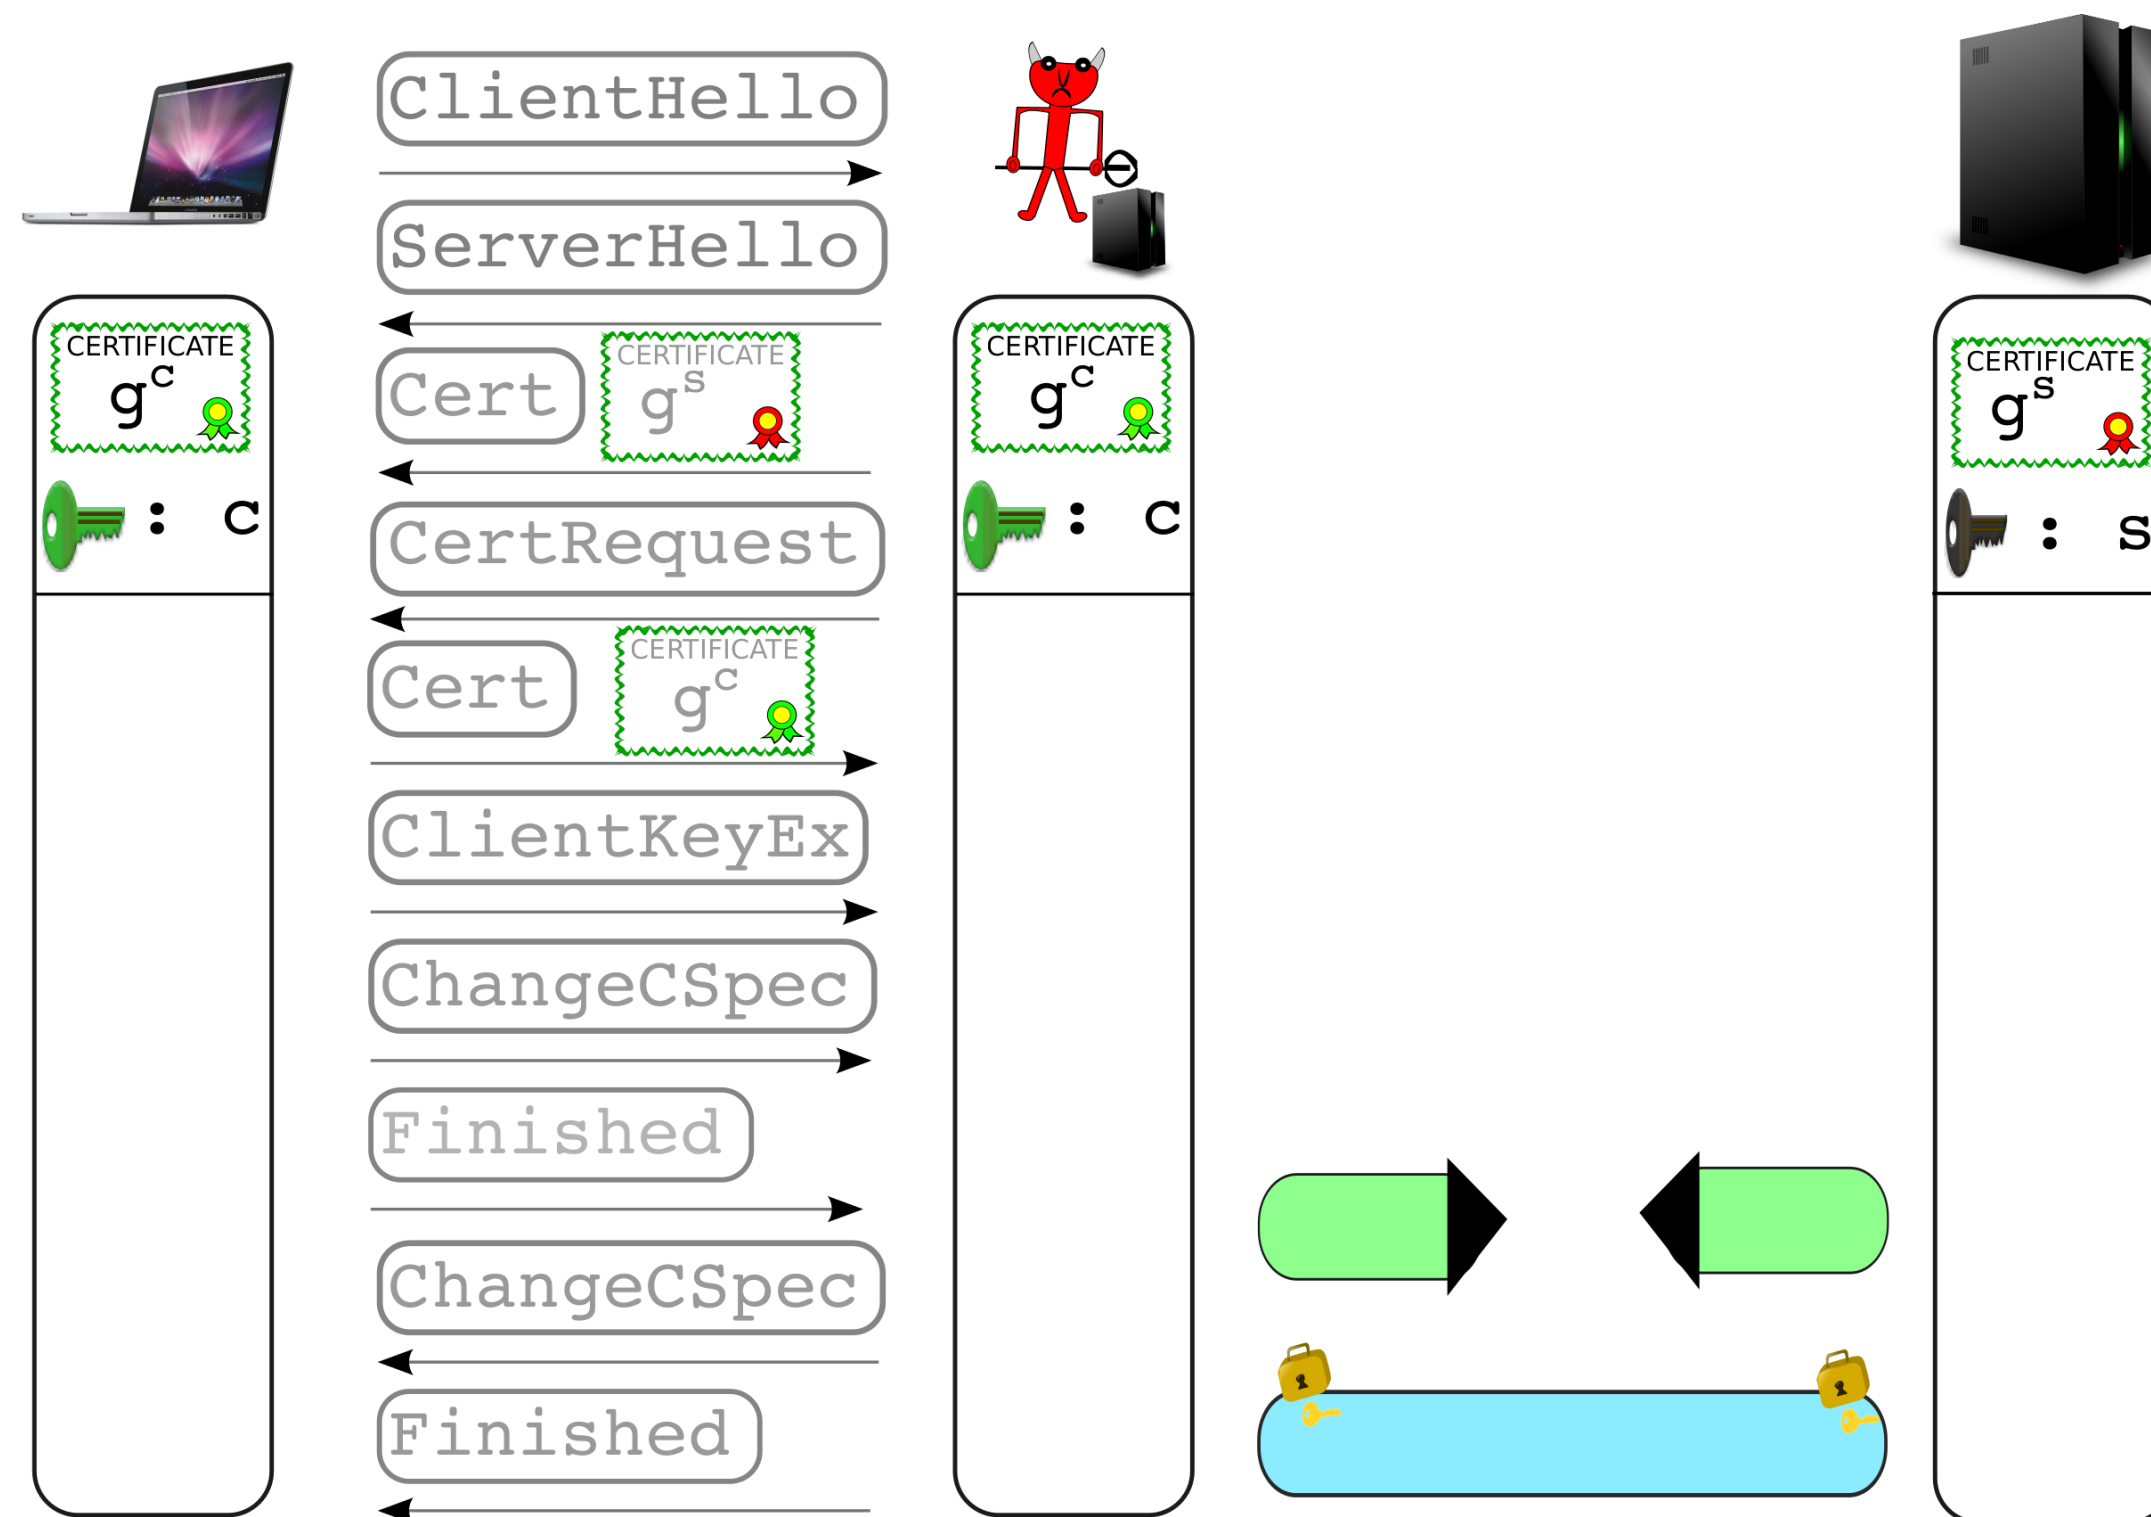 ClientHello
ServerHello
CERTIFICATE
g^c
: c
Cert
CERTIFICATE
g^s
CERTIFICATE
g^c
: c
CERTIFICATE
g^s
: s
CertRequest
Cert
CERTIFICATE
g^c
ClientKeyEx
ChangeCSpec
Finished
ChangeCSpec
Finished